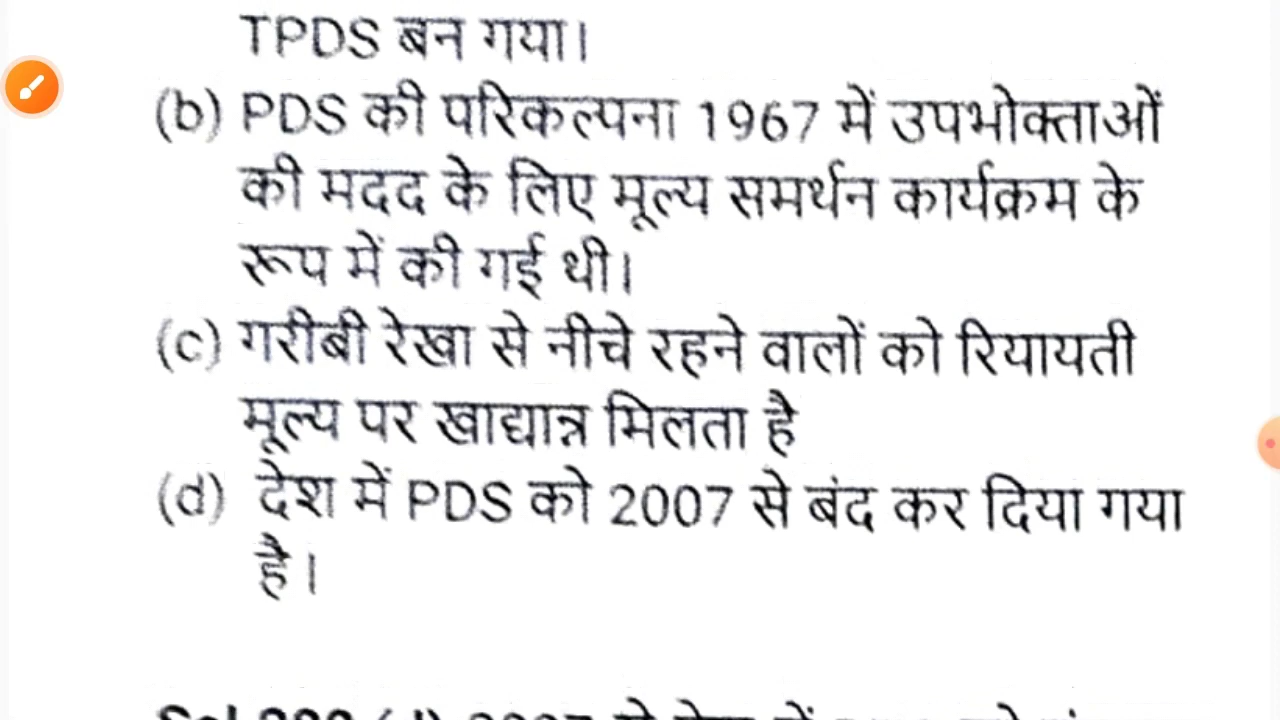 TPDS बन गया।
(b) PDS की परिकल्पना 1967 में उपभोक्ताओं
की मदद के लिए मूल्य समर्थन कार्यक्रम के
रूप में की गई थी।
(c) गरीबी रेखा से नीचे रहने वालों को रियायती
मूल्य पर खाद्यान्न मिलता है
(d) देश में PDS को 2007 से बंद कर दिया गया
है।